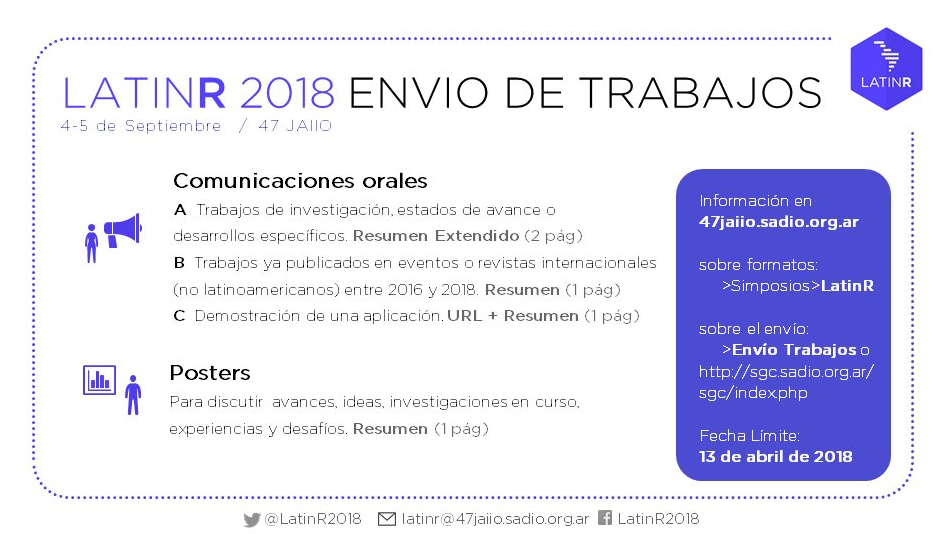 LATINR 2018 ENVIO DE TRABAJOS
4-5 de Septiembre / 47 JAIIO
LATINR
Comunicaciones orales
A Trabajos de investigación, estados de avance o
desarrollos específicos. Resumen Extendido (2 pág)
B Trabajos ya publicados en eventos o revistas internacionales
(no latinoamericanos) entre 2016 y 2018. Resumen (1 pág)
C Demostración de una aplicación. URL + Resumen (1 pág)
Posters
Para discutir avances, ideas, investigaciones en curso,
experiencias y desafíos. Resumen (1 pág)
Información en
47jaiio.sadio.org.ar
sobre formatos:
>Simposios>LatinR
sobre el envío:
>Envío Trabajos o
http://sgc.sadio.org.ar/
sgc/index.php
Fecha Límite:
13 de abril de 2018
@LatinR2018 latinr@47jaiio.sadio.org.ar LatinR2018